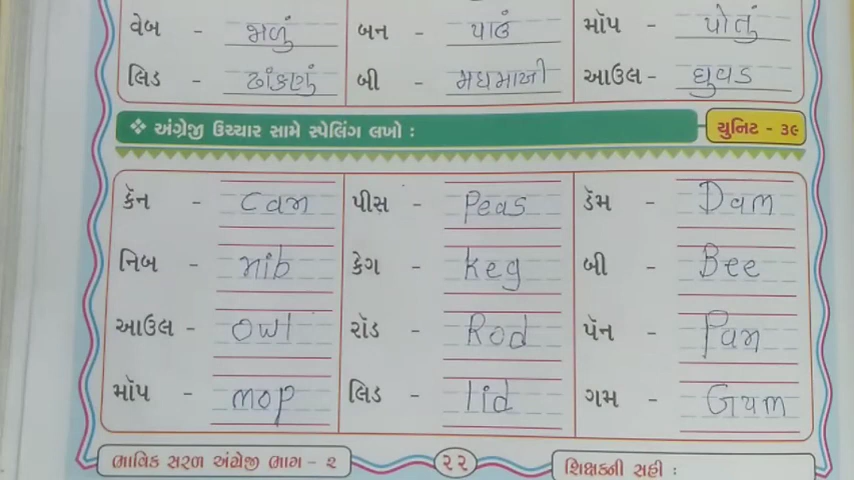 વેબ - જાળું બન - પાઉં મૉપ - પોતું
લિડ - ઢાંકણું બી - મધમાખી આઉલ - ઘુવડ
❖ અંગ્રેજી ઉચ્ચાર સામે સ્પેલિંગ લખો : યુનિટ - ૩૯
કૅન - can પીસ - Peas ડૅમ - Dam
નિબ - nib કેગ - keg બી - Bee
આઉલ - owl રૉડ - Rod પૅન - Pan
મૉપ - mop લિડ - lid ગમ - Gum
ભાવિક સરળ અંગ્રેજી ભાગ - ૨ ૨૨ શિક્ષકની સહી :